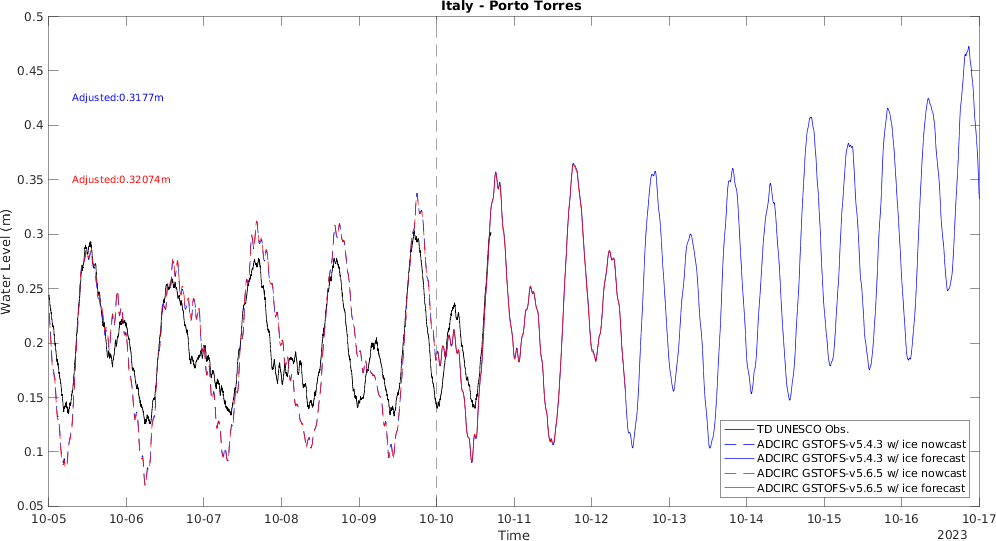 Italy - Porto Torres
0.5
0.45
0.4
0.35
0.3
0.25
0.2
0.15
0.1
0.05
Water Level (m)
Adjusted:0.3177m
Adjusted:0.32074m
TD UNESCO Obs.
ADCIRC GSTOFS-v5.4.3 w/ ice nowcast
ADCIRC GSTOFS-v5.4.3 w/ ice forecast
ADCIRC GSTOFS-v5.6.5 w/ ice nowcast
ADCIRC GSTOFS-v5.6.5 w/ ice forecast
10-05 10-06 10-07 10-08 10-09 10-10 10-11 10-12 10-13 10-14 10-15 10-16 10-17
Time
2023